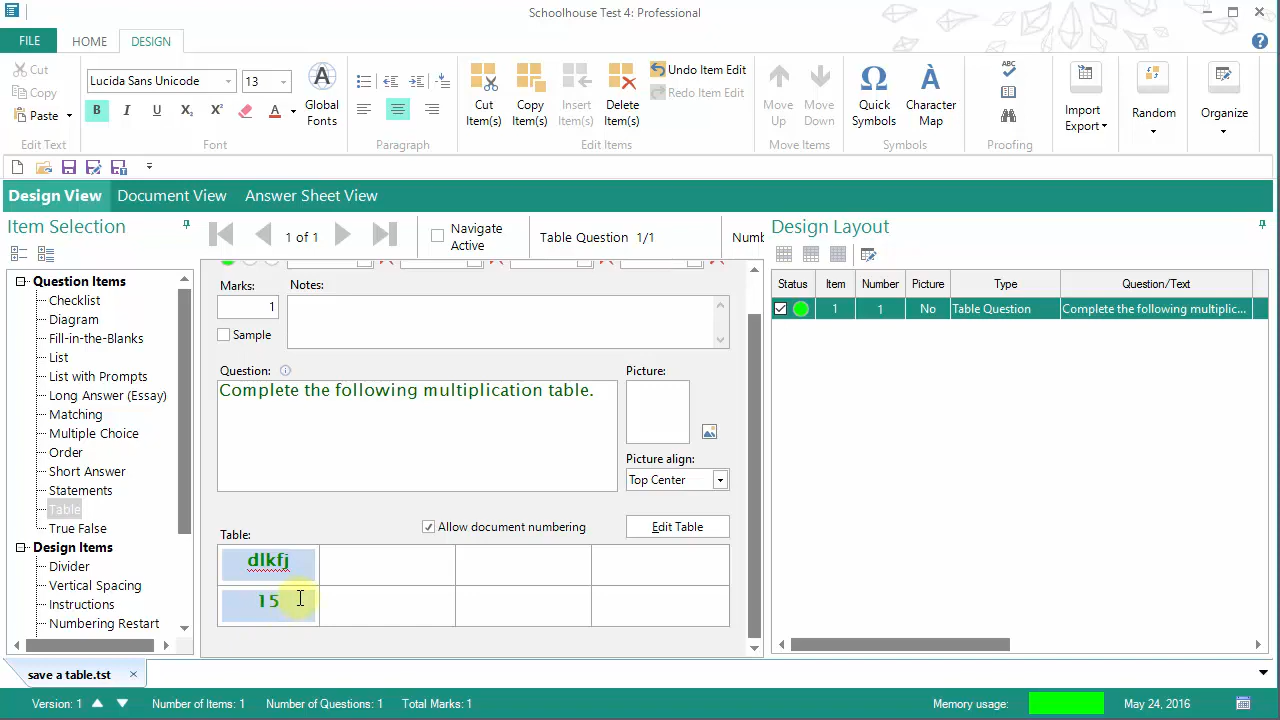 Schoolhouse Test 4: Professional
FILE HOME DESIGN
Cut
Copy
Paste
Edit Text
Lucida Sans Unicode 13
B I U X₂ X² A
Global Fonts
Font
Paragraph
Cut Item(s)
Copy Item(s)
Insert Item(s)
Delete Item(s)
Undo Item Edit
Redo Item Edit
Edit Items
Move Up
Move Down
Move Items
Ω Quick Symbols
À Character Map
Symbols
ABC
Proofing
Import Export
Random
Organize
Design View Document View Answer Sheet View
Item Selection
Question Items
Checklist
Diagram
Fill-in-the-Blanks
List
List with Prompts
Long Answer (Essay)
Matching
Multiple Choice
Order
Short Answer
Statements
Table
True False
Design Items
Divider
Vertical Spacing
Instructions
Numbering Restart
1 of 1
Navigate Active
Table Question 1/1
Numb
Marks:
1
Sample
Notes:
Question:
Complete the following multiplication table.
Picture:
Picture align:
Top Center
Table:
Allow document numbering
Edit Table
dlkfj
15
Design Layout
Status Item Number Picture Type Question/Text
1 1 No Table Question Complete the following multiplic...
save a table.tst
Version: 1
Number of Items: 1
Number of Questions: 1
Total Marks: 1
Memory usage:
May 24, 2016